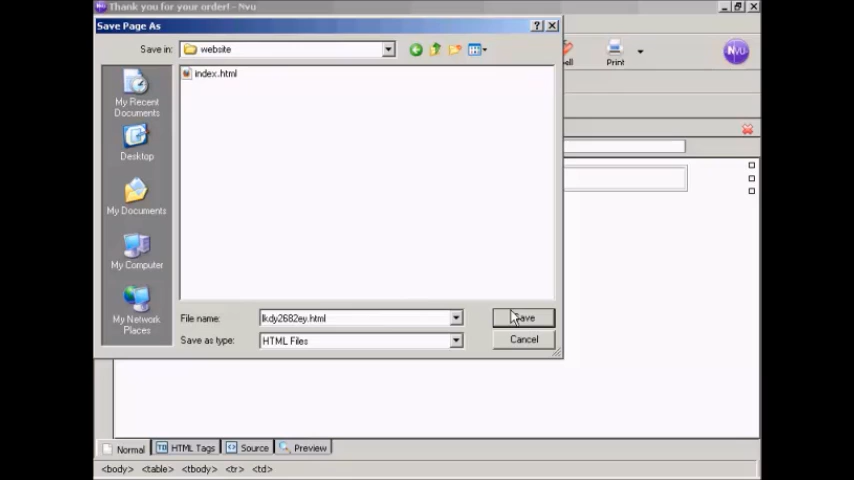 Thank you for your order! - Nvu
Save Page As
Save in: website
index.html
My Recent
Documents
Desktop
My Documents
My Computer
My Network
Places
File name: lkdy2682ey.html
Save
Save as type: HTML Files
Cancel
Print
NVU
Normal
HTML Tags
Source
Preview
<body> <table> <tbody> <tr> <td>